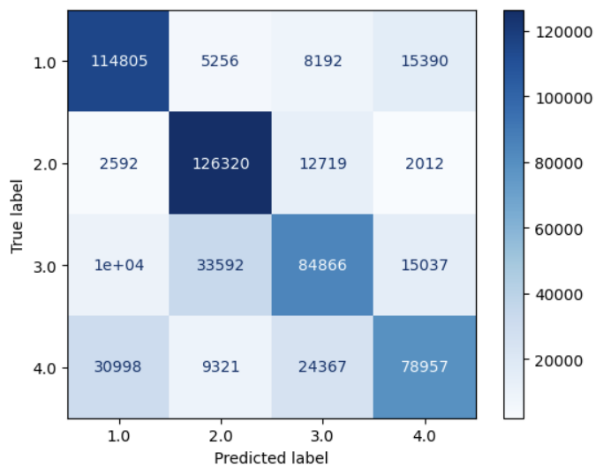 1.0 114805 5256 8192 15390
2.0 2592 126320 12719 2012
3.0 1e+04 33592 84866 15037
4.0 30998 9321 24367 78957
1.0 2.0 3.0 4.0
Predicted label
True label
120000
100000
80000
60000
40000
20000